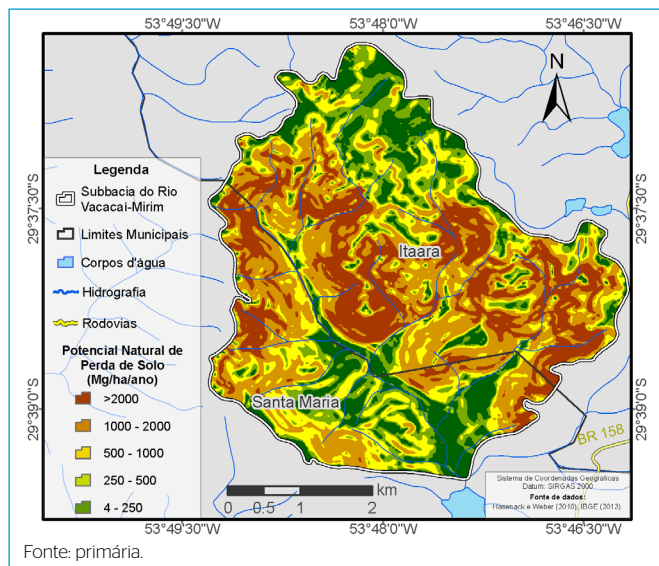 53°49'30"W 53°48'0"W 53°46'30"W
N
29°37'30"S
29°39'0"S
Legenda
Subbacia do Rio
Vacacaí-Mirim
Limites Municipais
Corpos d'água
Hidrografia
Rodovias
Potencial Natural de
Perda de Solo
(Mg/ha/ano)
>2000
1000 - 2000
500 - 1000
250 - 500
4 - 250
Itaara
Santa Maria
BR 158
km
0 0.5 1 2
Sistema de Coordenadas Geográficas
Datum: SIRGAS 2000
Fonte de dados:
Hasenack e Weber (2010), IBGE (2013).
29°37'30"S
29°39'0"S
53°49'30"W 53°48'0"W 53°46'30"W
Fonte: primária.